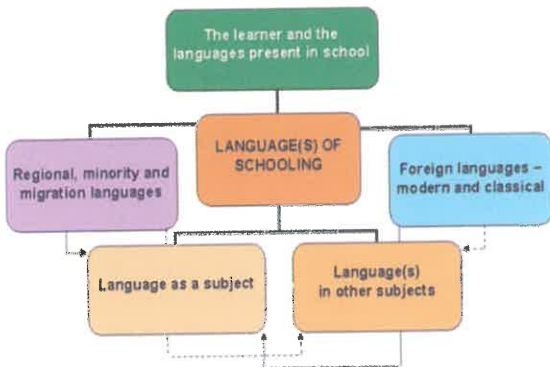 The learner and the
languages present in school
LANGUAGE(S) OF
SCHOOLING
Regional, minority and
migration languages
Foreign languages –
modern and classical
Language as a subject
Language(s)
in other subjects